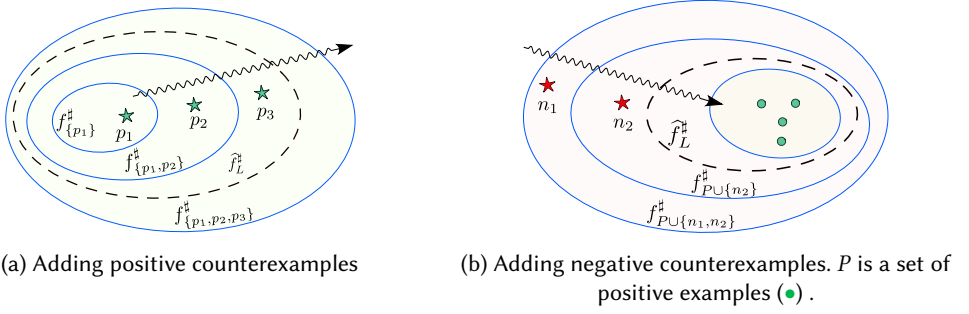 f♯{p₁}
p₁
p₂
p₃
f♯{p₁,p₂}
f̂♯L
f♯{p₁,p₂,p₃}
(a) Adding positive counterexamples
n₁
n₂
f̂♯L
f♯P∪{n₂}
f♯P∪{n₁,n₂}
(b) Adding negative counterexamples. P is a set of
positive examples (●) .